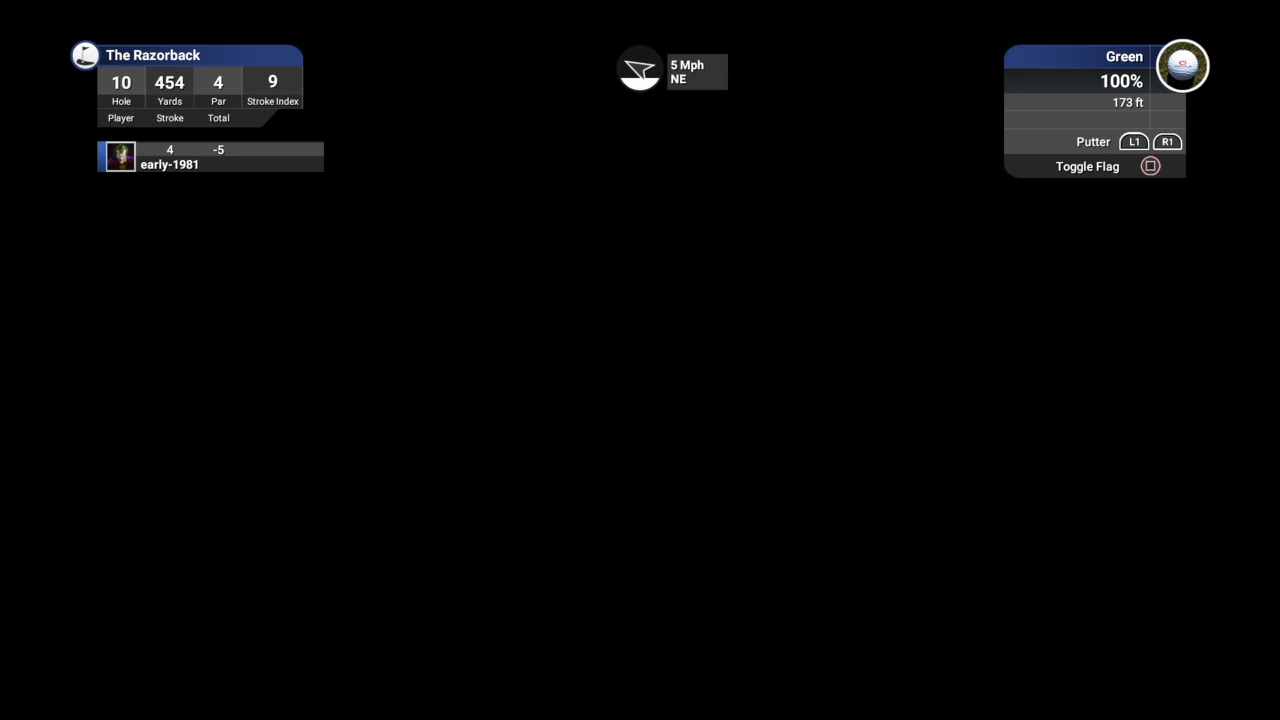 The Razorback
10 454 4 9
Hole Yards Par Stroke Index
Player Stroke Total
4 -5
early-1981
5 Mph
NE
Green
100%
173 ft
Putter L1 R1
Toggle Flag